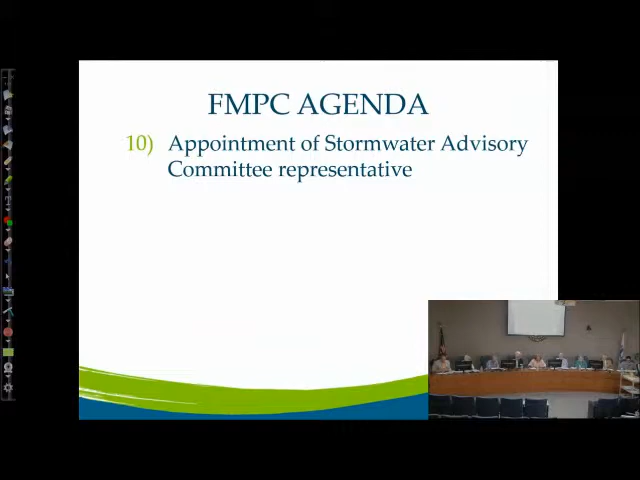 FMPC AGENDA
10) Appointment of Stormwater Advisory
Committee representative